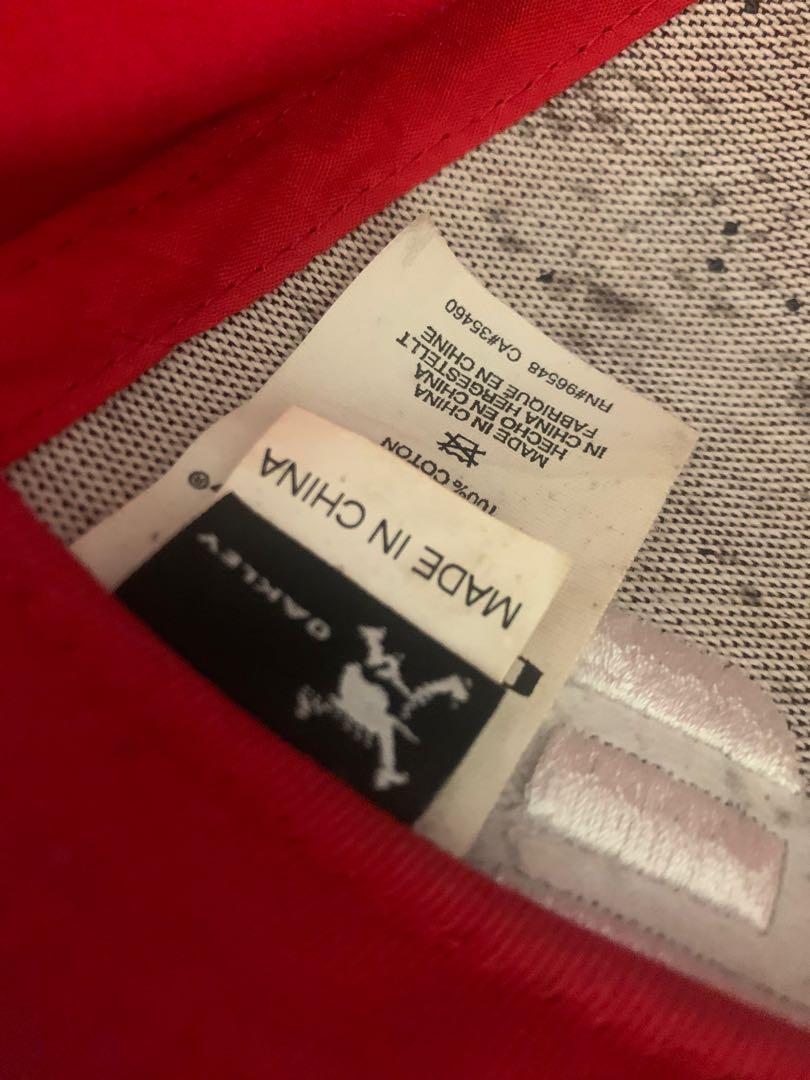 OAKLEY
MADE IN CHINA
100% COTON
MADE IN CHINA
HECHO EN CHINA
IN CHINA HERGESTELLT
FABRIQUE EN CHINE
RN#96548 CA#35460
®